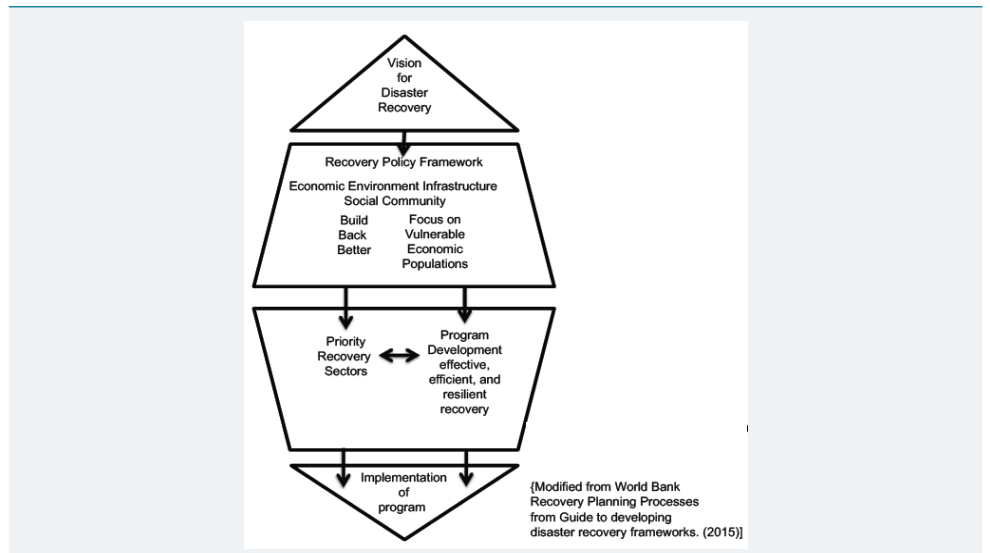 Vision
for
Disaster
Recovery
Recovery Policy Framework
Economic Environment Infrastructure
Social Community
Build
Back
Better
Focus on
Vulnerable
Economic
Populations
Priority
Recovery
Sectors
Program
Development
effective,
efficient, and
resilient
recovery
Implementation
of
program
{Modified from World Bank
Recovery Planning Processes
from Guide to developing
disaster recovery frameworks. (2015)]